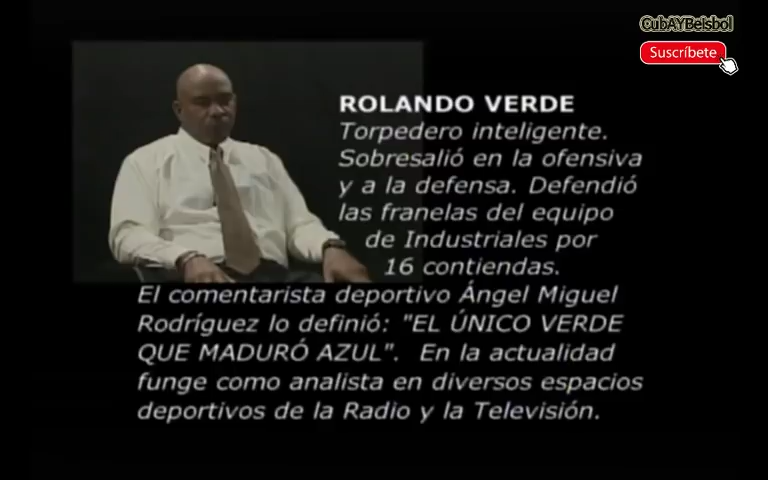 CubAYBeisbol
Suscríbete
ROLANDO VERDE
Torpedero inteligente.
Sobresalió en la ofensiva
y a la defensa. Defendió
las franelas del equipo
de Industriales por
16 contiendas.
El comentarista deportivo Ángel Miguel
Rodríguez lo definió: "EL ÚNICO VERDE
QUE MADURÓ AZUL". En la actualidad
funge como analista en diversos espacios
deportivos de la Radio y la Televisión.